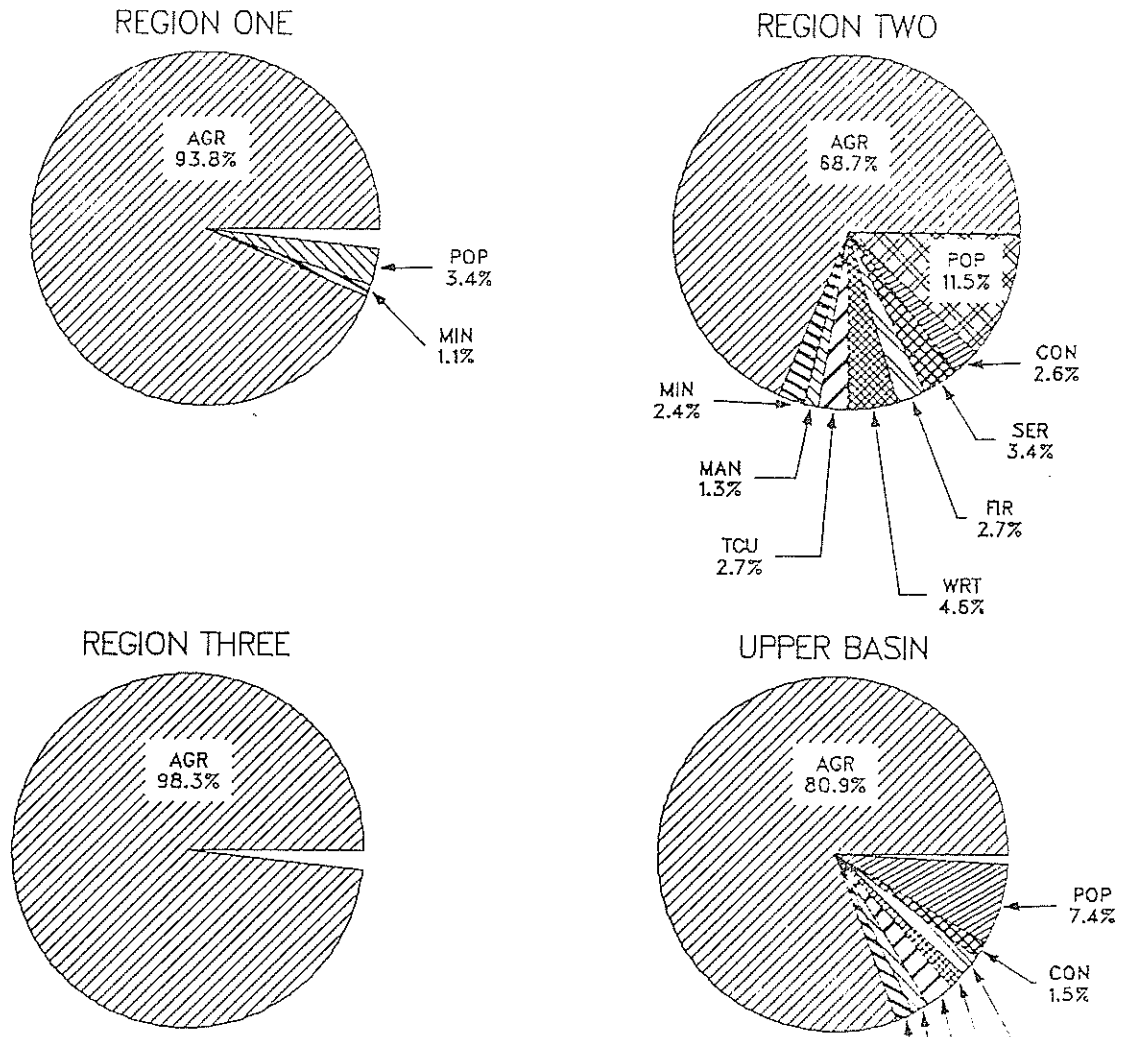 REGION ONE
AGR
93.8%
POP
3.4%
MIN
1.1%
REGION TWO
AGR
68.7%
POP
11.5%
CON
2.6%
SER
3.4%
FIR
2.7%
WRT
4.6%
TCU
2.7%
MAN
1.3%
MIN
2.4%
REGION THREE
AGR
98.3%
UPPER BASIN
AGR
80.9%
POP
7.4%
CON
1.5%